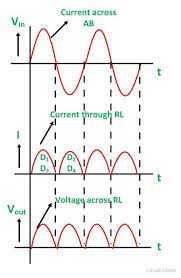 Current across
AB
Vin
t
Current through RL
I
D1 D2
D3 D4
t
Voltage across RL
Vout
t